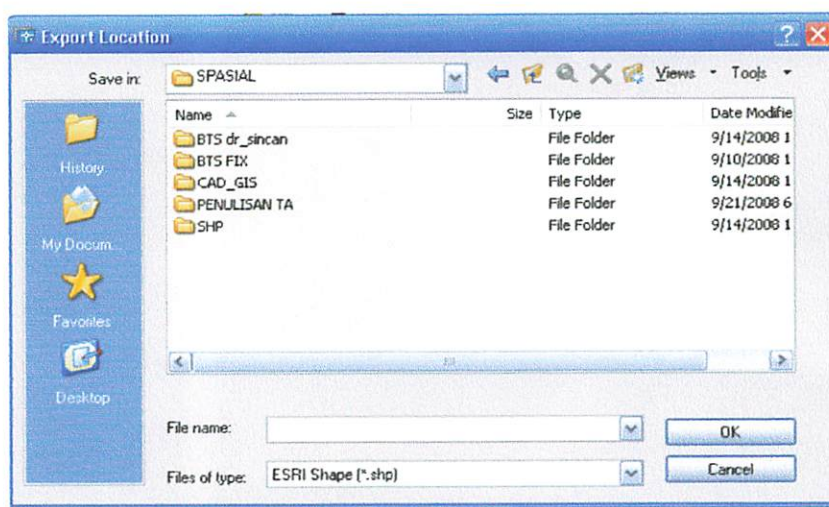 Export Location
Save in: SPASIAL Views Tools
Name Size Type Date Modifie
BTS dr_sincan File Folder 9/14/2008 1
BTS FIX File Folder 9/10/2008 1
CAD_GIS File Folder 9/14/2008 1
PENULISAN TA File Folder 9/21/2008 6
SHP File Folder 9/14/2008 1
History
My Docum...
Favorites
Desktop
File name: OK
Files of type: ESRI Shape (*.shp) Cancel